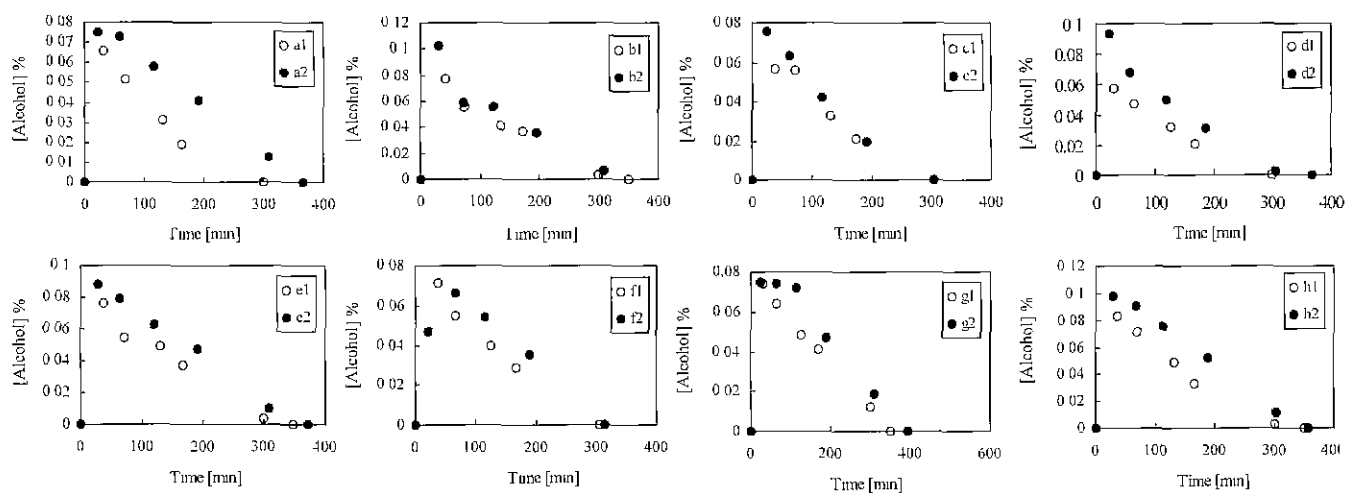 [Alcohol] %
0 08
0 07
0 06
0 05
0 04
0 03
0 02
0 01
0
a1
a2
0 100 200 300 400
Time [min]
[Alcohol] %
0 12
0 1
0 08
0 06
0 04
0 02
0
b1
b2
0 100 200 300 400
Time [min]
[Alcohol] %
0 08
0 06
0 04
0 02
0
c1
c2
0 100 200 300 400
Time [min]
[Alcohol] %
0 1
0 08
0 06
0 04
0 02
0
d1
d2
0 100 200 300 400
Time [min]
[Alcohol] %
0 1
0 08
0 06
0 04
0 02
0
e1
e2
0 100 200 300 400
Time [min]
[Alcohol] %
0 08
0 06
0 04
0 02
0
f1
f2
0 100 200 300 400
Time [min]
[Alcohol] %
0 08
0 06
0 04
0 02
0
g1
g2
0 200 400 600
Time [min]
[Alcohol] %
0 12
0 1
0 08
0 06
0 04
0 02
0
h1
h2
0 100 200 300 400
Time [min]